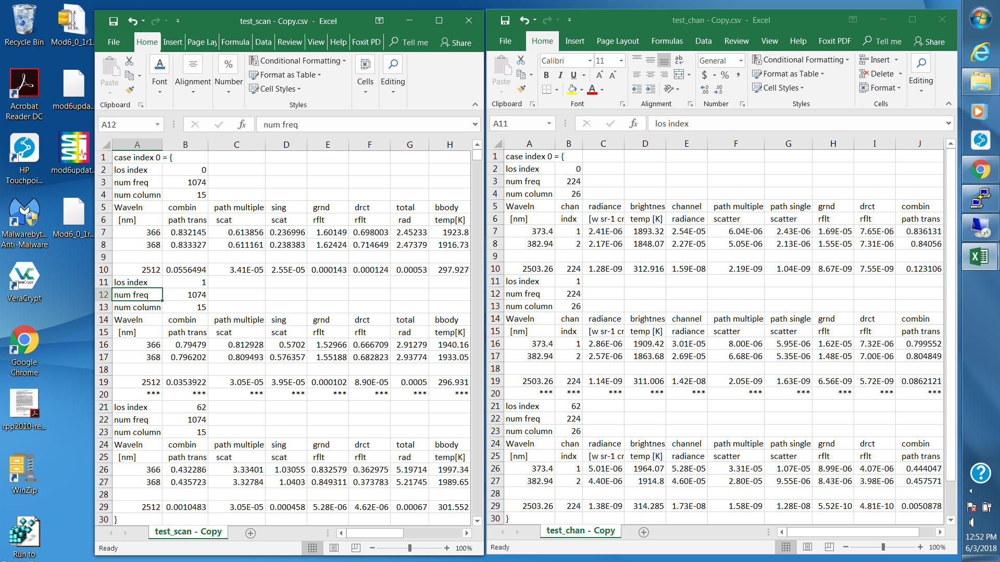 Recycle Bin
Mod6_0_1r1...
Acrobat
Reader DC
mod6upda...
HP
Touchpoi...
mod6updat...
Malwarebyt...
Anti-Malware
Mod6_0_1r...
VeraCrypt
Google
Chrome
rpp2010-re...
WinZip
Run to
test_scan - Copy.csv - Excel
File Home Insert Page Lay Formula Data Review View Help Foxit PD Tell me Share
Paste
Clipboard
Font
Alignment
Number
Conditional Formatting
Format as Table
Cell Styles
Styles
Cells
Editing
A12 fx num freq
A B C D E F G H
1 case index 0 = {
2 los index 0
3 num freq 1074
4 num column 15
5 Waveln combin path multiple sing grnd drct total bbody
6 [nm] path trans scat scat rflt rflt rad temp[K]
7 366 0.832145 0.613856 0.236996 1.60149 0.698003 2.45233 1923.8
8 368 0.833327 0.611161 0.238383 1.62424 0.714649 2.47379 1916.73
9
10 2512 0.0556494 3.41E-05 2.55E-05 0.000143 0.000124 0.00053 297.927
11 los index 1
12 num freq 1074
13 num column 15
14 Waveln combin path multiple sing grnd drct total bbody
15 [nm] path trans scat scat rflt rflt rad temp[K]
16 366 0.79479 0.812928 0.5702 1.52966 0.666709 2.91279 1940.16
17 368 0.796202 0.809493 0.576357 1.55188 0.682823 2.93774 1933.05
18
19 2512 0.0353922 3.05E-05 3.95E-05 0.000102 8.90E-05 0.0005 296.931
20 *** *** *** *** *** *** *** ***
21 los index 62
22 num freq 1074
23 num column 15
24 Waveln combin path multiple sing grnd drct total bbody
25 [nm] path trans scat scat rflt rflt rad temp[K]
26 366 0.432286 3.33401 1.03055 0.832579 0.362975 5.19714 1997.34
27 368 0.435723 3.32784 1.0403 0.849311 0.373783 5.21745 1989.65
28
29 2512 0.0010483 3.05E-05 0.000458 5.28E-06 4.62E-06 0.00067 301.552
30 }
test_scan - Copy
Ready 100%
test_chan - Copy.csv - Excel
File Home Insert Page Layout Formulas Data Review View Help Foxit PDF Tell me Share
Paste
Clipboard
Calibri 11
B I U
Font
Alignment
General
$ % ,
Number
Conditional Formatting
Format as Table
Cell Styles
Styles
Insert
Delete
Format
Cells
Editing
A11 fx los index
A B C D E F G H I J
1 case index 0 = {
2 los index 0
3 num freq 224
4 num column 26
5 Waveln chan radiance brightnes channel path multiple path single grnd drct combin
6 [nm] indx [w sr-1 cr temp [K] radiance scatter scatter rflt rflt path trans
7 373.4 1 2.41E-06 1893.32 2.54E-05 6.04E-06 2.43E-06 1.69E-05 7.65E-06 0.836131
8 382.94 2 2.17E-06 1848.07 2.27E-05 5.05E-06 2.13E-06 1.55E-05 7.31E-06 0.84056
9
10 2503.26 224 1.28E-09 312.916 1.59E-08 2.19E-09 1.04E-09 8.67E-09 7.55E-09 0.123106
11 los index 1
12 num freq 224
13 num column 26
14 Waveln chan radiance brightnes channel path multiple path single grnd drct combin
15 [nm] indx [w sr-1 cr temp [K] radiance scatter scatter rflt rflt path trans
16 373.4 1 2.86E-06 1909.42 3.01E-05 8.00E-06 5.95E-06 1.62E-05 7.32E-06 0.799552
17 382.94 2 2.57E-06 1863.68 2.69E-05 6.68E-06 5.35E-06 1.48E-05 7.00E-06 0.804849
18
19 2503.26 224 1.14E-09 311.006 1.42E-08 2.05E-09 1.63E-09 6.56E-09 5.72E-09 0.0862121
20 *** *** *** *** *** *** *** *** *** ***
21 los index 62
22 num freq 224
23 num column 26
24 Waveln chan radiance brightnes channel path multiple path single grnd drct combin
25 [nm] indx [w sr-1 cr temp [K] radiance scatter scatter rflt rflt path trans
26 373.4 1 5.01E-06 1964.07 5.28E-05 3.31E-05 1.07E-05 8.99E-06 4.07E-06 0.444047
27 382.94 2 4.40E-06 1914.8 4.60E-05 2.80E-05 9.55E-06 8.43E-06 3.98E-06 0.457571
28
29 2503.26 224 1.38E-09 314.285 1.73E-08 1.58E-09 1.28E-08 5.52E-10 4.81E-10 0.0050878
30 }
test_chan - Copy
Ready 100%
12:52 PM
6/3/2018